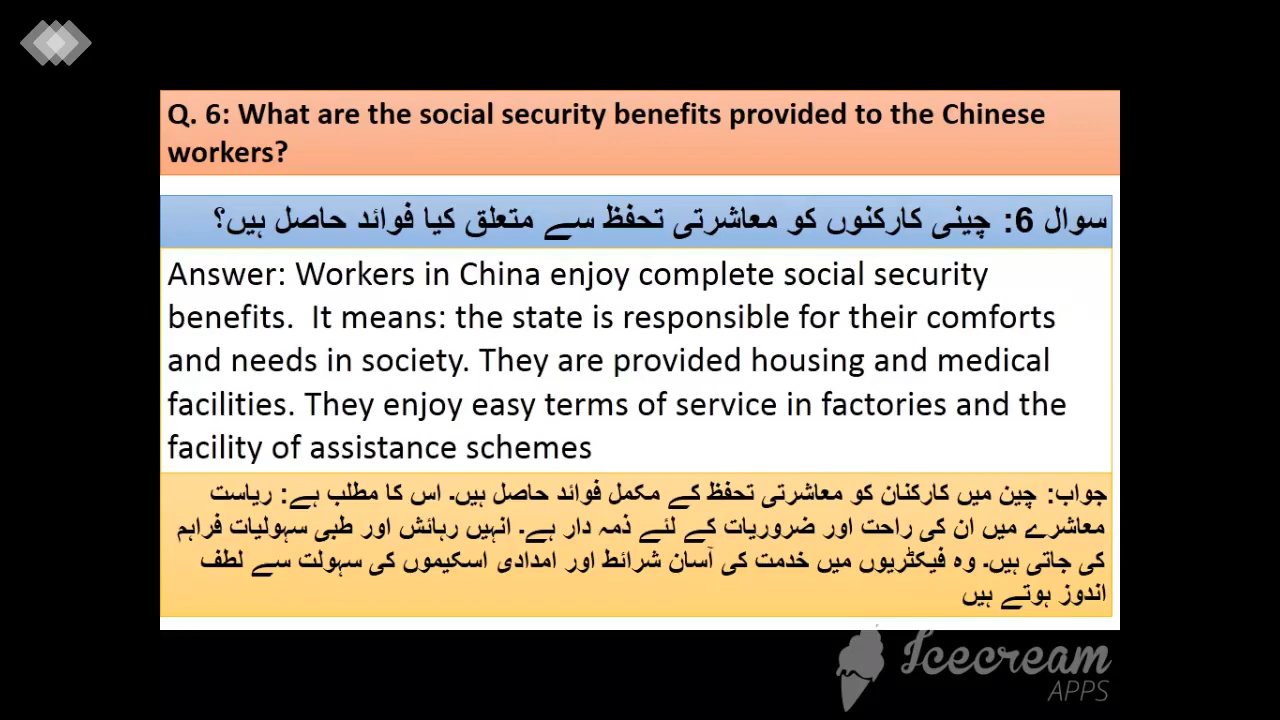 Q. 6: What are the social security benefits provided to the Chinese
workers?
سوال 6: چینی کارکنوں کو معاشرتی تحفظ سے متعلق کیا فوائد حاصل ہیں؟
Answer: Workers in China enjoy complete social security
benefits.  It means: the state is responsible for their comforts
and needs in society. They are provided housing and medical
facilities. They enjoy easy terms of service in factories and the
facility of assistance schemes
جواب: چین میں کارکنان کو معاشرتی تحفظ کے مکمل فوائد حاصل ہیں۔ اس کا مطلب ہے: ریاست
معاشرے میں ان کی راحت اور ضروریات کے لئے ذمہ دار ہے۔ انہیں رہائش اور طبی سہولیات فراہم
کی جاتی ہیں۔ وہ فیکٹریوں میں خدمت کی آسان شرائط اور امدادی اسکیموں کی سہولت سے لطف
اندوز ہوتے ہیں
Icecream
APPS